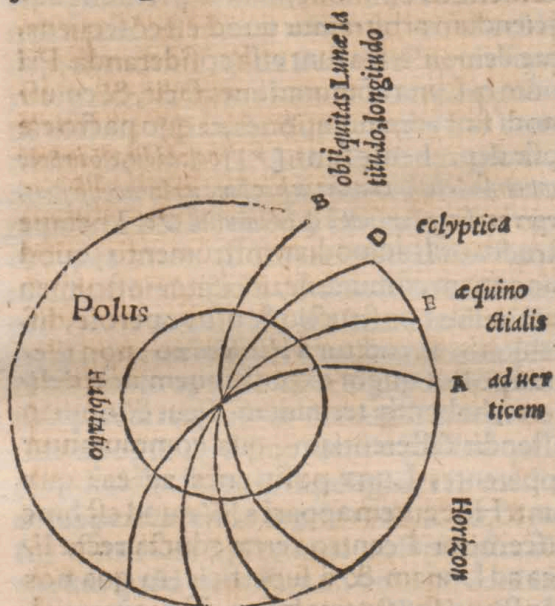 obliquitas Lunæ la
titudo, longitudo
B
D
eclyptica
E
æquino
ctialis
Polus
A
ad uer
ticem
Habitatio
Horizon